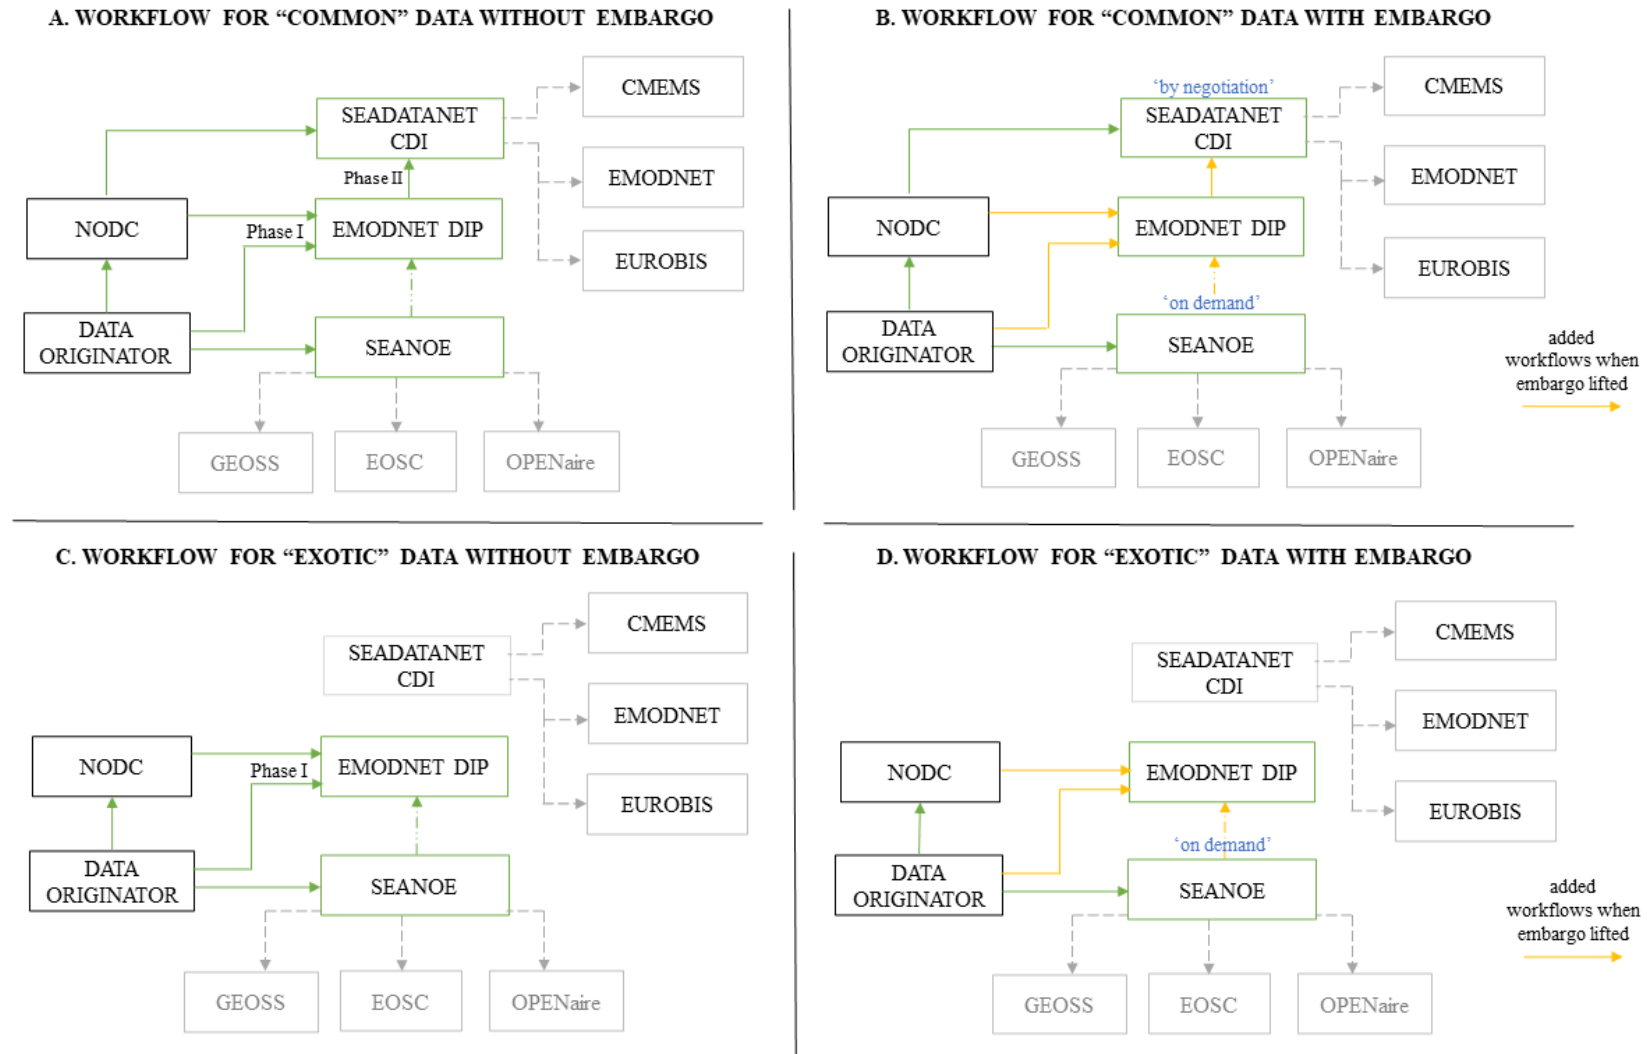 A. WORKFLOW FOR “COMMON” DATA WITHOUT EMBARGO
CMEMS
SEADATANET
CDI
Phase II
EMODNET
NODC
Phase I
EMODNET DIP
EUROBIS
DATA
ORIGINATOR
SEANOE
GEOSS
EOSC
OPENaire
B. WORKFLOW FOR “COMMON” DATA WITH EMBARGO
‘by negotiation’
CMEMS
SEADATANET
CDI
EMODNET
NODC
EMODNET DIP
EUROBIS
‘on demand’
DATA
ORIGINATOR
SEANOE
added
workflows when
embargo lifted
GEOSS
EOSC
OPENaire
C. WORKFLOW FOR “EXOTIC” DATA WITHOUT EMBARGO
CMEMS
SEADATANET
CDI
EMODNET
NODC
Phase I
EMODNET DIP
EUROBIS
DATA
ORIGINATOR
SEANOE
GEOSS
EOSC
OPENaire
D. WORKFLOW FOR “EXOTIC” DATA WITH EMBARGO
CMEMS
SEADATANET
CDI
EMODNET
NODC
EMODNET DIP
EUROBIS
‘on demand’
DATA
ORIGINATOR
SEANOE
added
workflows when
embargo lifted
GEOSS
EOSC
OPENaire